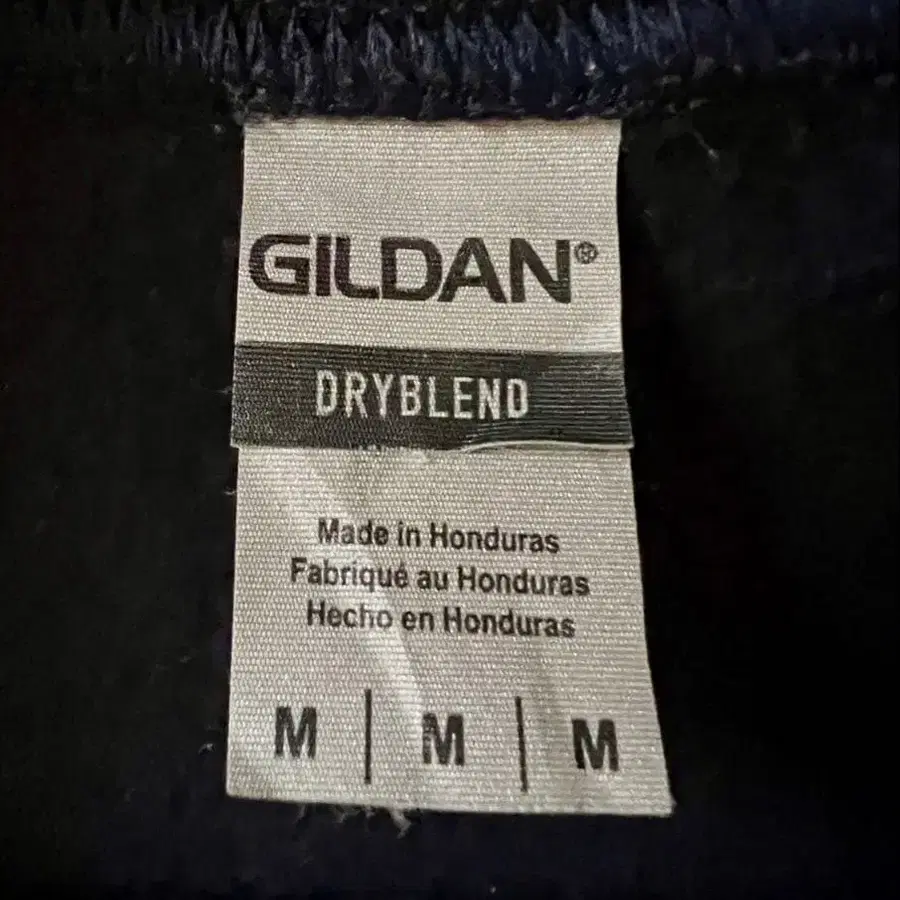 GILDAN®
DRYBLEND
Made in Honduras
Fabriqué au Honduras
Hecho en Honduras
M | M | M